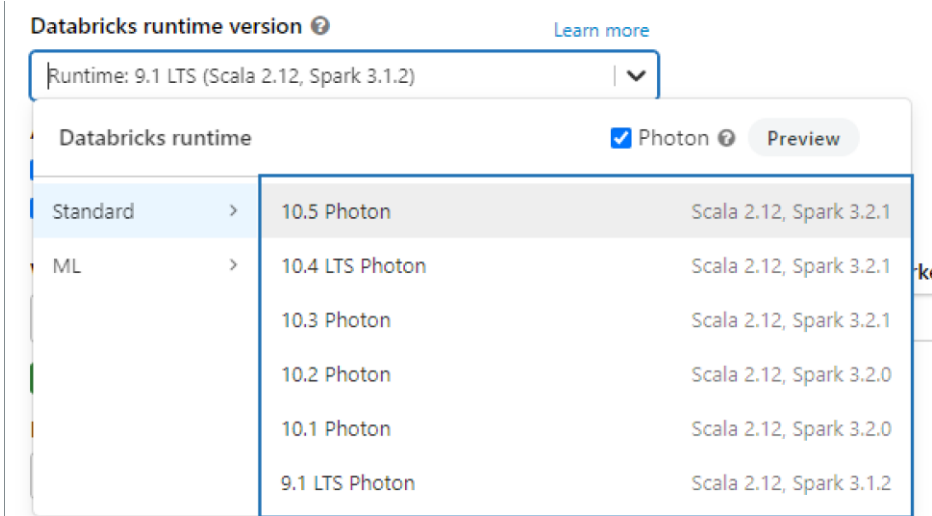 Databricks runtime version
Learn more
Runtime: 9.1 LTS (Scala 2.12, Spark 3.1.2)
Databricks runtime Photon Preview
Standard
ML
10.5 Photon Scala 2.12, Spark 3.2.1
10.4 LTS Photon Scala 2.12, Spark 3.2.1
10.3 Photon Scala 2.12, Spark 3.2.1
10.2 Photon Scala 2.12, Spark 3.2.0
10.1 Photon Scala 2.12, Spark 3.2.0
9.1 LTS Photon Scala 2.12, Spark 3.1.2